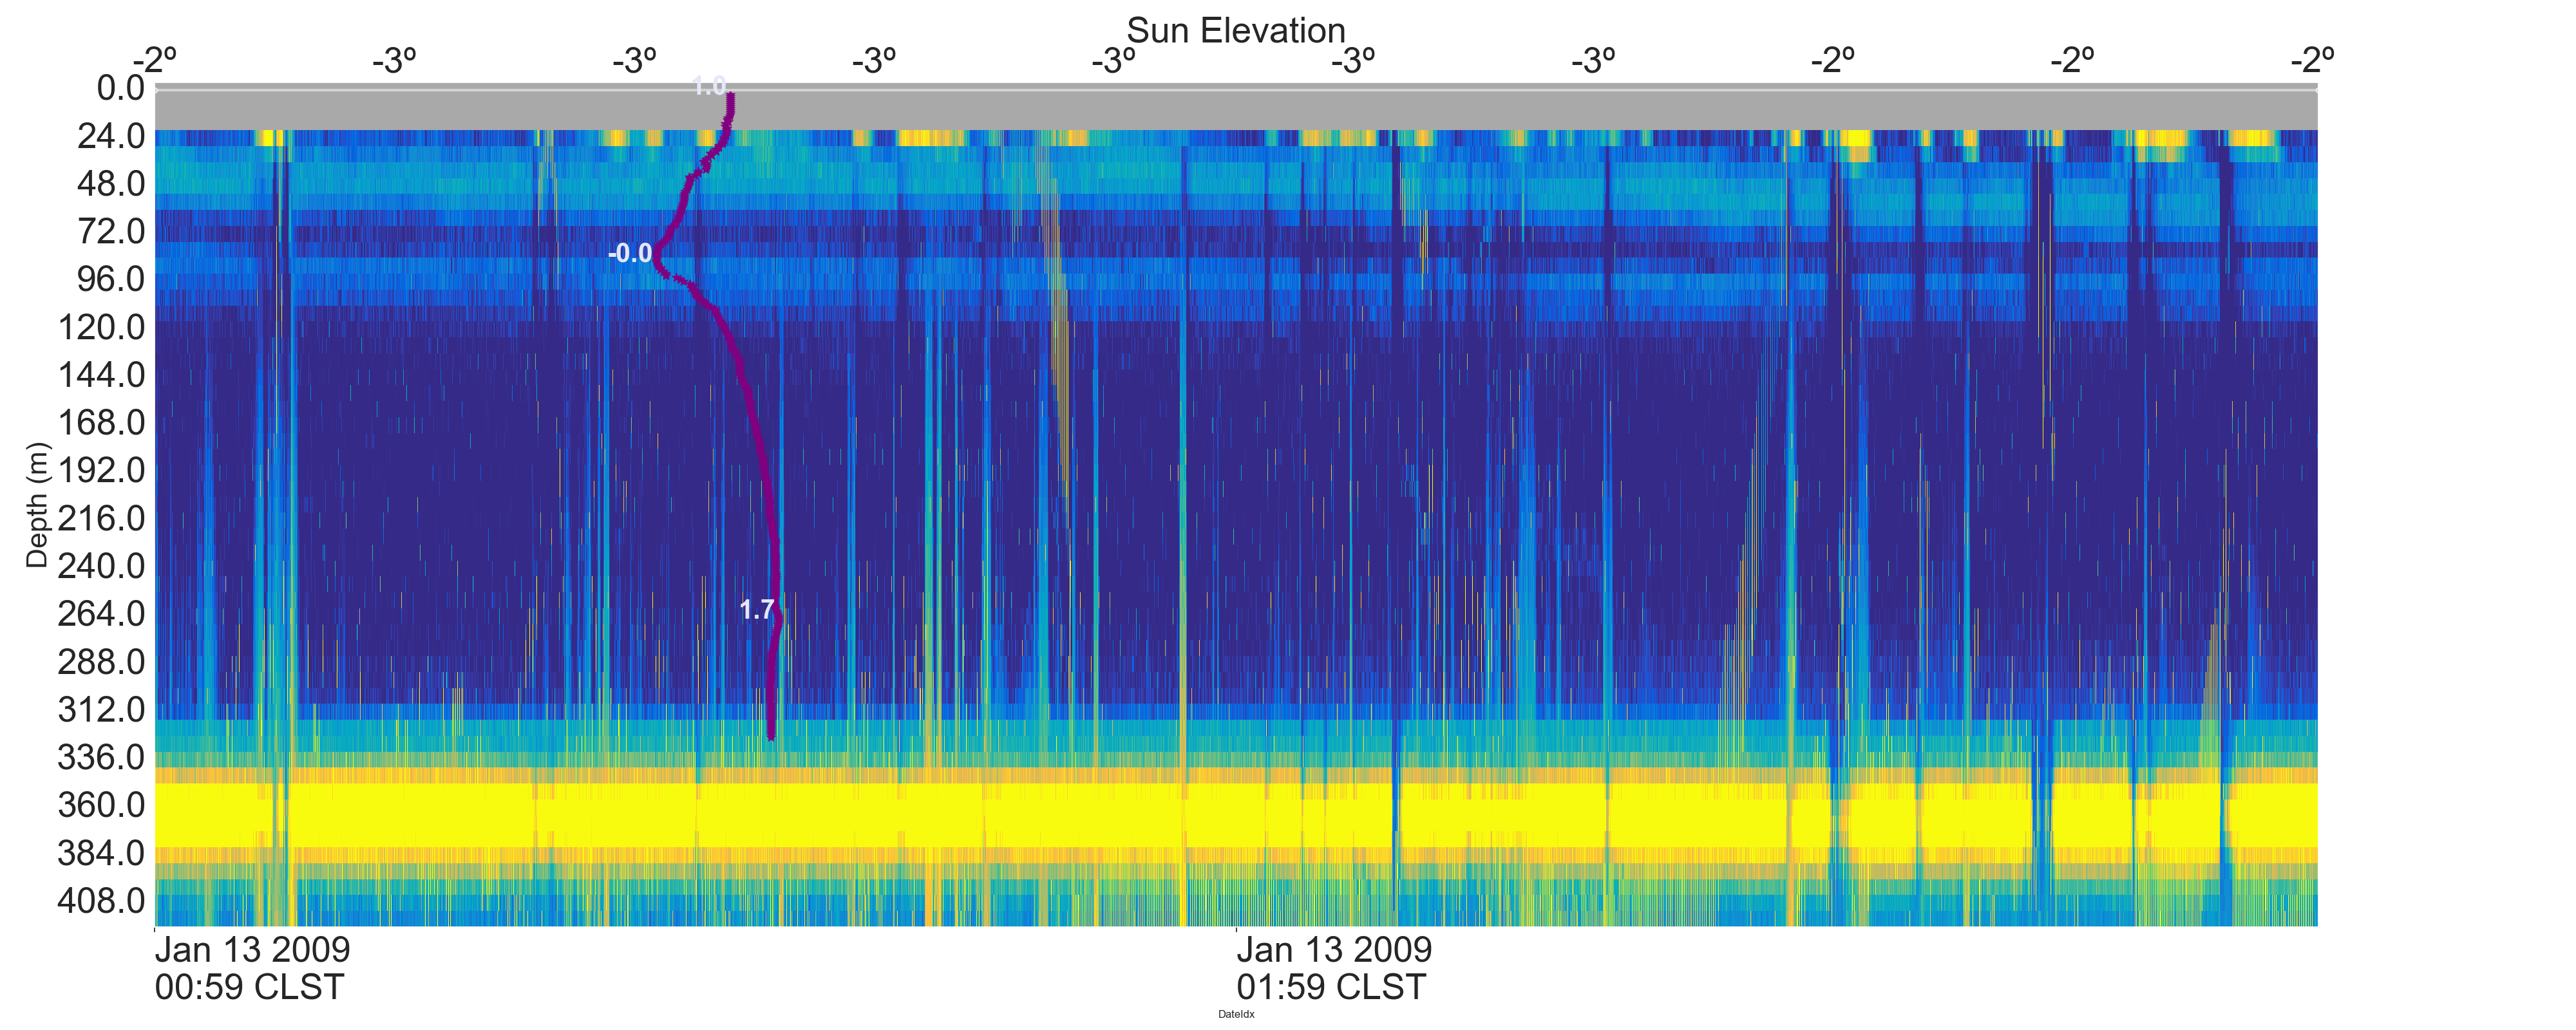 Sun Elevation
-2º -3º -3º -3º -3º -3º -3º -2º -2º -2º
0.0
24.0
48.0
72.0
96.0
120.0
144.0
168.0
192.0
216.0
240.0
264.0
288.0
312.0
336.0
360.0
384.0
408.0
Depth (m)
1.0
-0.0
1.7
Jan 13 2009
00:59 CLST
Jan 13 2009
01:59 CLST
DateIdx